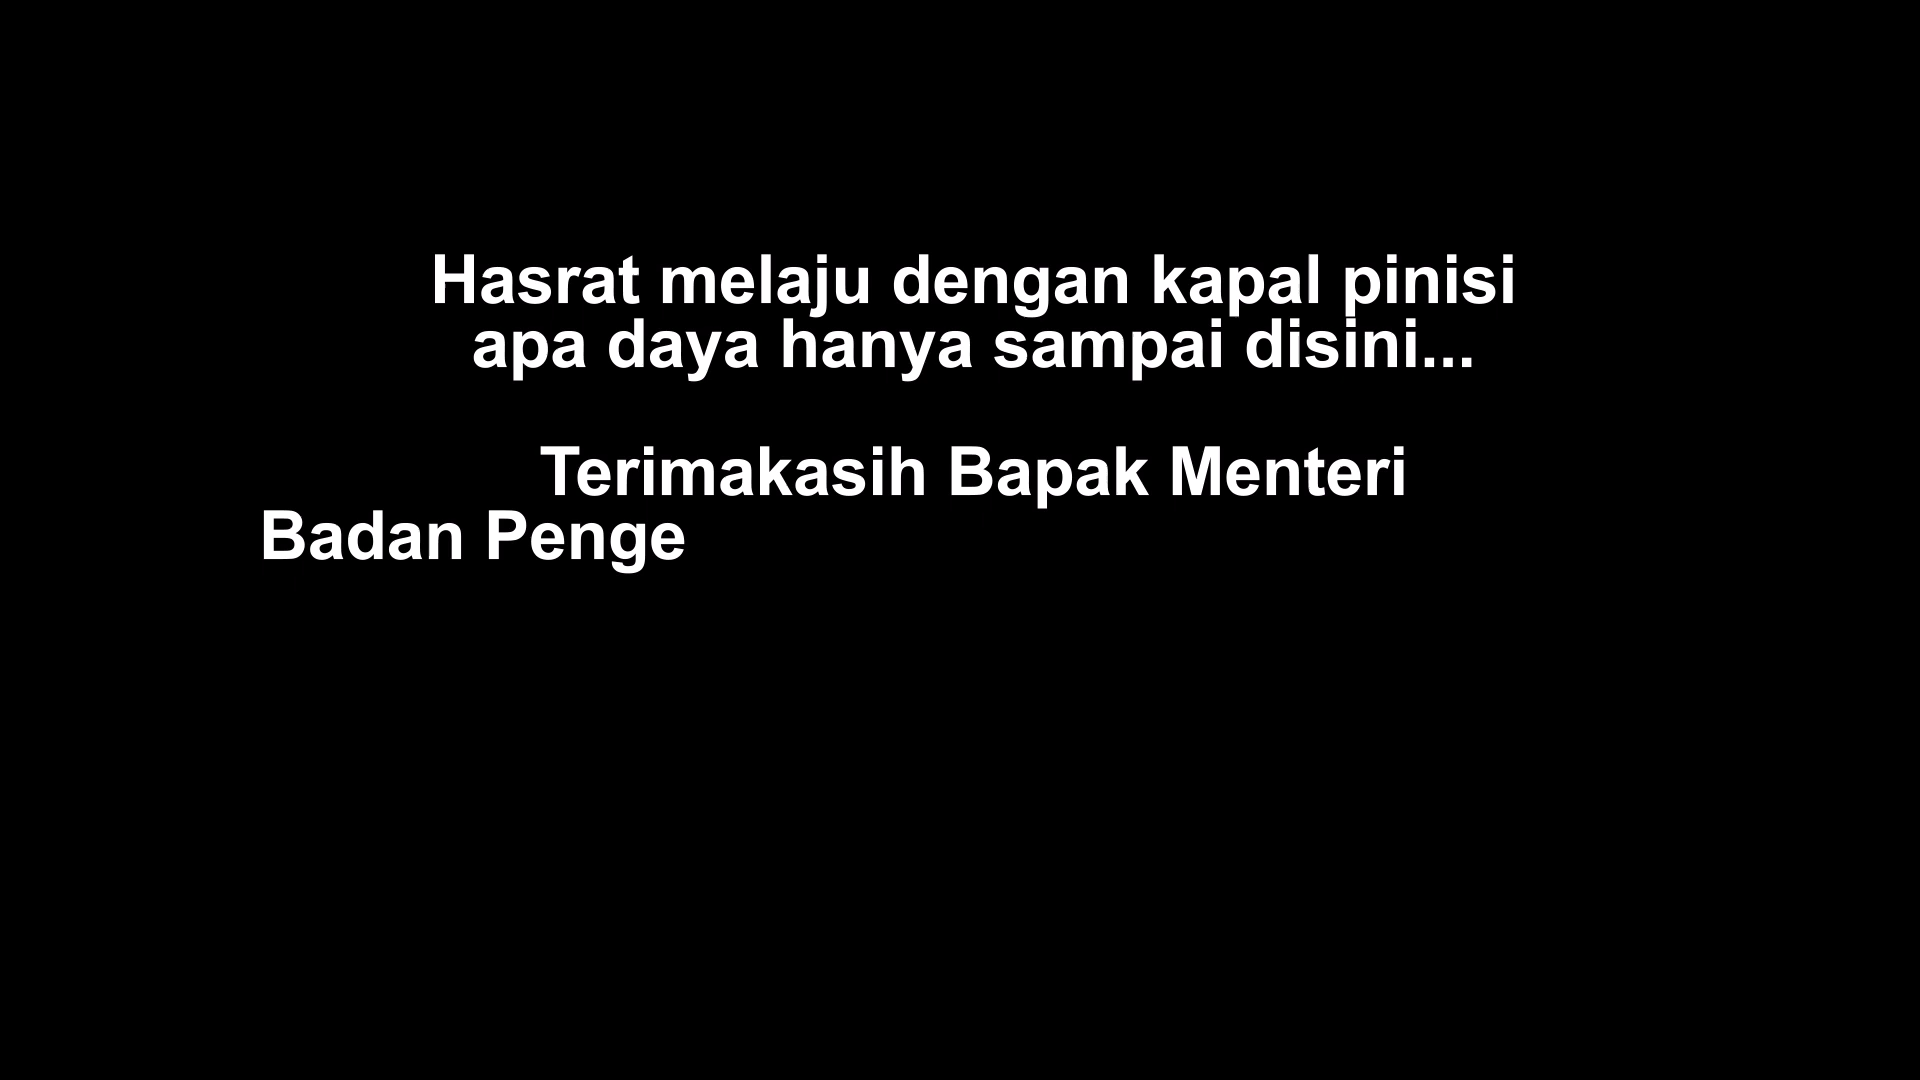 Hasrat melaju dengan kapal pinisi
apa daya hanya sampai disini...
Terimakasih Bapak Menteri
Badan Penge